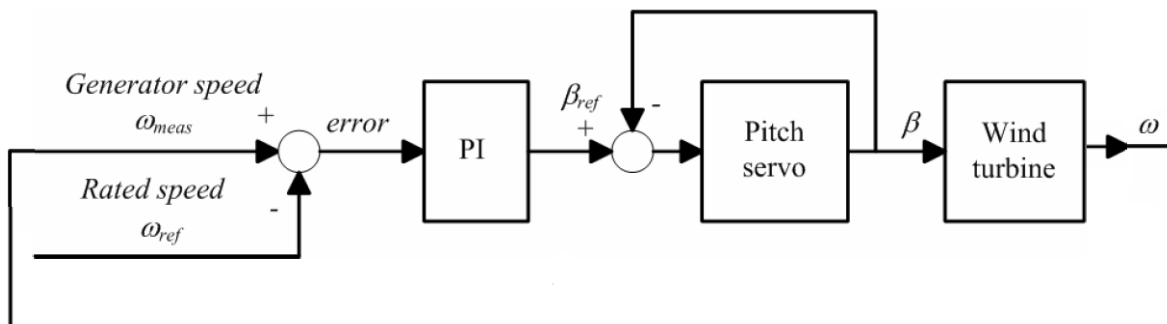 Generator speed
ω_meas
+
error
Rated speed
-
ω_ref
PI
β_ref
+
-
Pitch
servo
β
Wind
turbine
ω